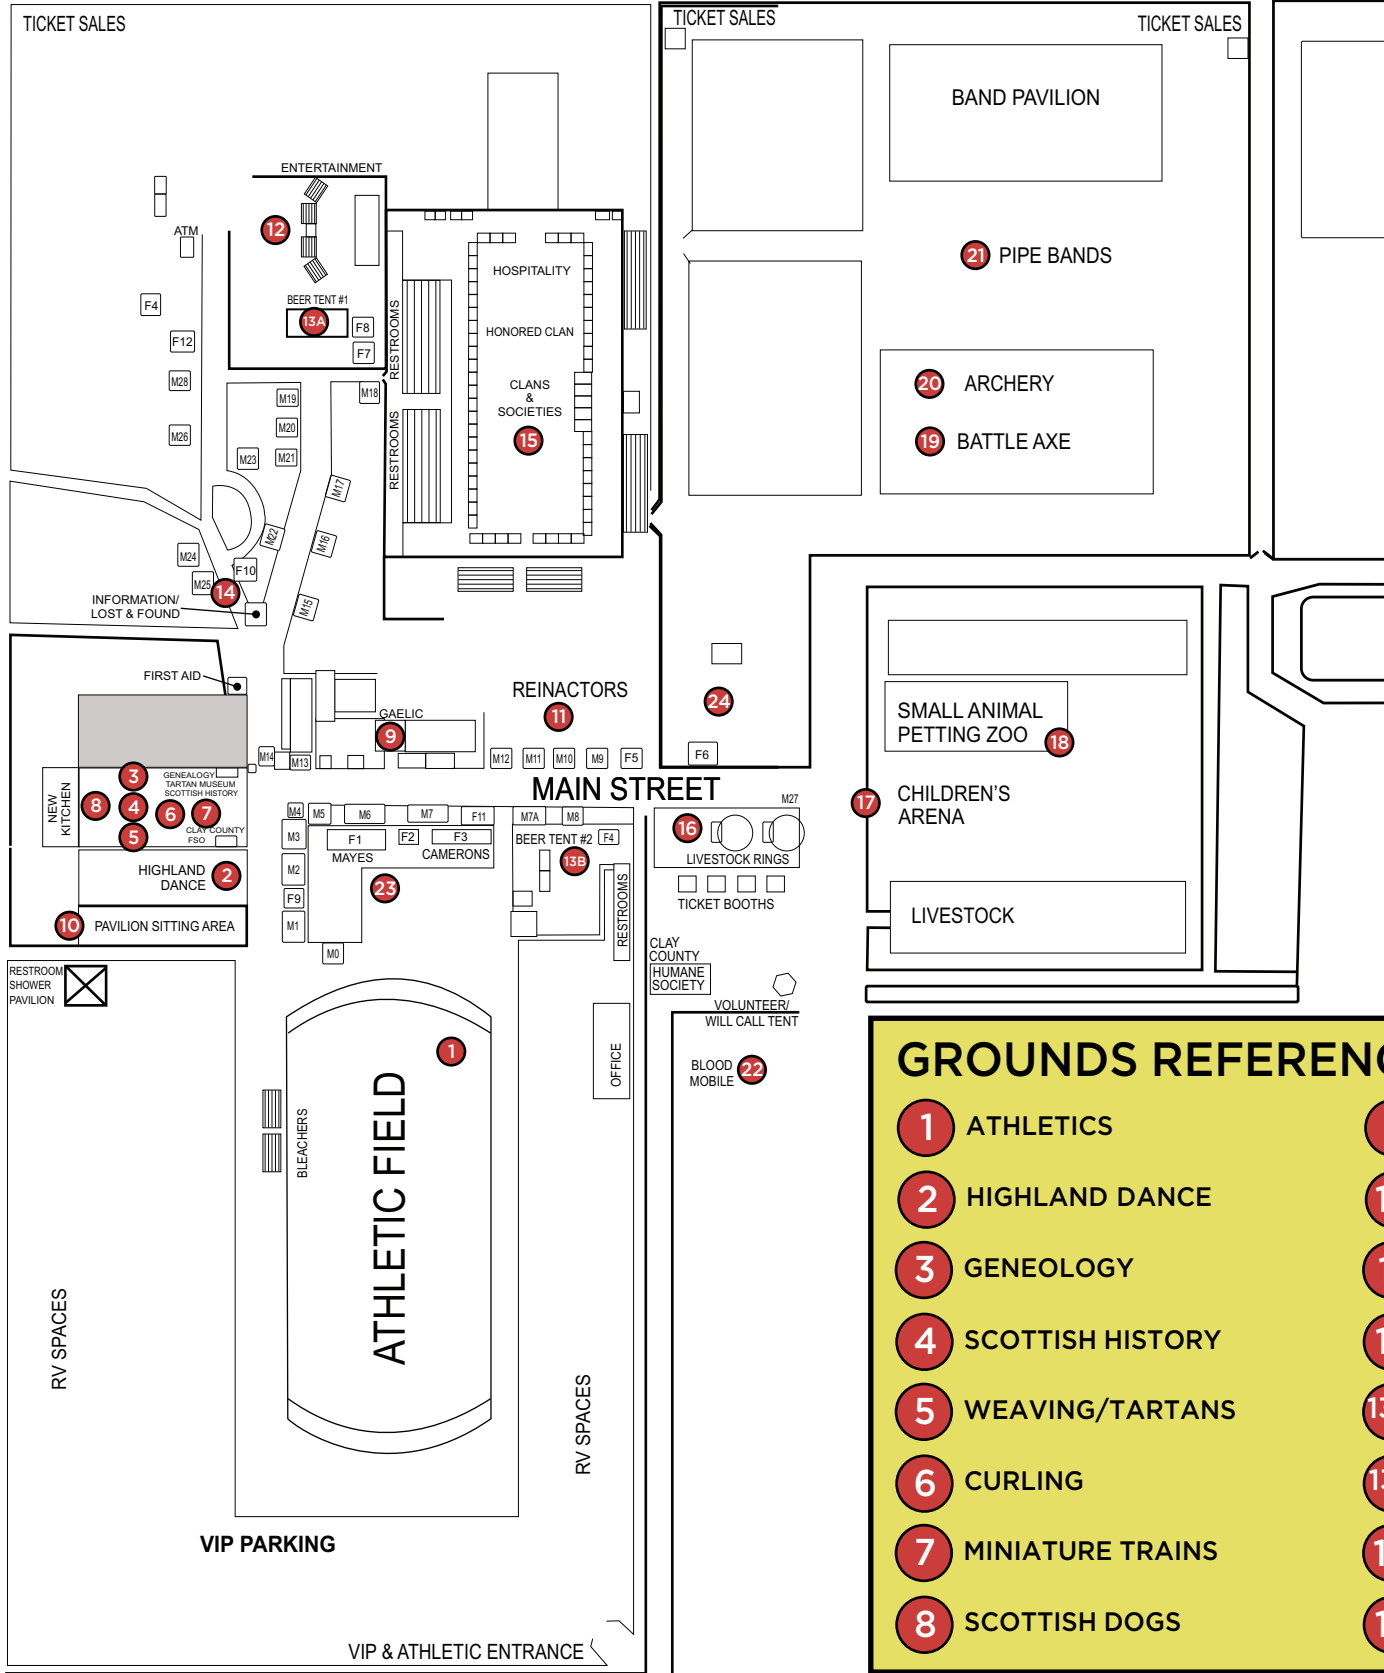 TICKET SALES
TICKET SALES
TICKET SALES
BAND PAVILION
ENTERTAINMENT
12
ATM
21 PIPE BANDS
HOSPITALITY
BEER TENT #1
13A
F8
F7
F4
F12
M28
M26
RESTROOMS
RESTROOMS
HONORED CLAN
CLANS
&
SOCIETIES
15
20 ARCHERY
19 BATTLE AXE
M18
M19
M20
M21
M23
M17
M22
M16
M24
M25
F10
14
M15
INFORMATION/
LOST & FOUND
FIRST AID
REINACTORS
11
GAELIC
9
24
SMALL ANIMAL
PETTING ZOO
18
M14
M13
M12
M11
M10
M9
F5
F6
MAIN STREET
M27
17 CHILDREN'S
ARENA
NEW
KITCHEN
3
8
4
6
7
5
GENEALOGY
TARTAN MUSEUM
SCOTTISH HISTORY
CLAY COUNTY
FSO
M4
M5
M6
M7
F11
M7A
M8
M3
F1
F2
F3
MAYES
CAMERONS
BEER TENT #2
F4
13B
16
LIVESTOCK RINGS
HIGHLAND
DANCE
2
M2
23
F9
M1
M0
RESTROOMS
TICKET BOOTHS
LIVESTOCK
10 PAVILION SITTING AREA
RESTROOM
SHOWER
PAVILION
CLAY
COUNTY
HUMANE
SOCIETY
VOLUNTEER/
WILL CALL TENT
OFFICE
BLOOD
MOBILE
22
1
BLEACHERS
ATHLETIC FIELD
RV SPACES
RV SPACES
VIP PARKING
VIP & ATHLETIC ENTRANCE
GROUNDS REFEREN
1 ATHLETICS
2 HIGHLAND DANCE
3 GENEOLOGY
4 SCOTTISH HISTORY
5 WEAVING/TARTANS
6 CURLING
7 MINIATURE TRAINS
8 SCOTTISH DOGS